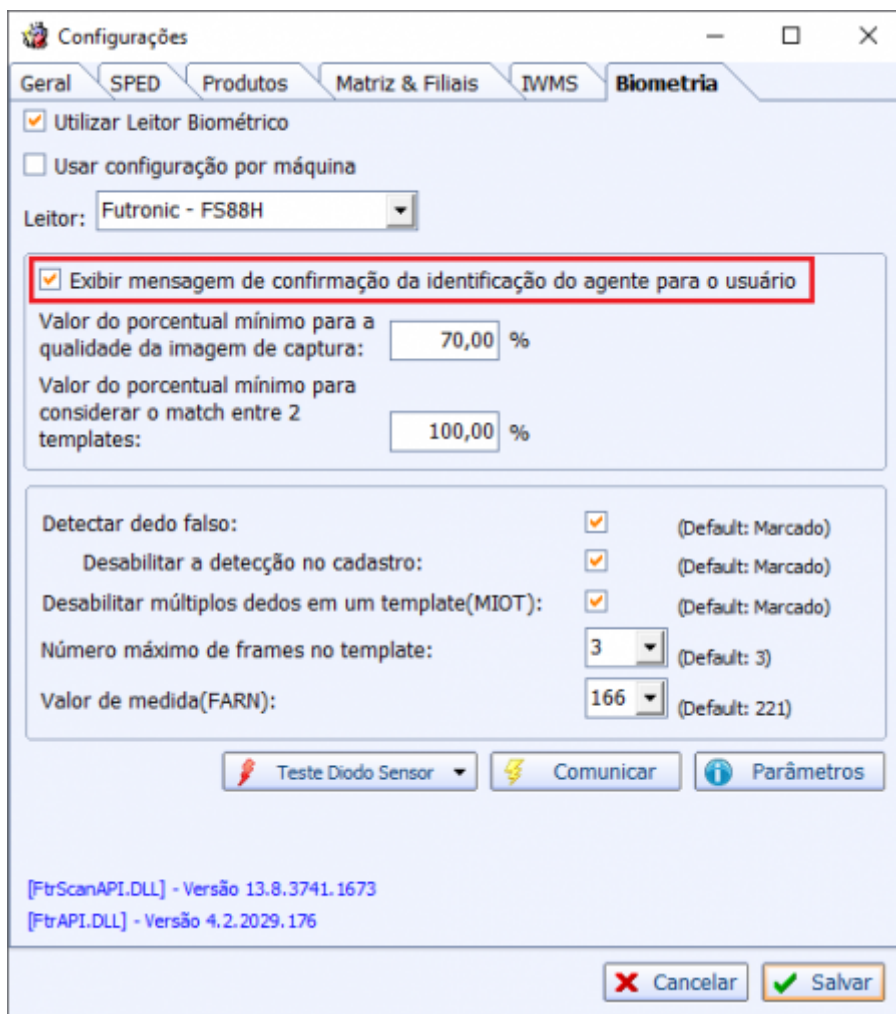 Configurações
Geral SPED Produtos Matriz & Filiais IWMS Biometria
Utilizar Leitor Biométrico
Usar configuração por máquina
Leitor: Futronic - FS88H
Exibir mensagem de confirmação da identificação do agente para o usuário
Valor do porcentual mínimo para a
qualidade da imagem de captura: 70,00 %
Valor do porcentual mínimo para
considerar o match entre 2
templates: 100,00 %
Detectar dedo falso: (Default: Marcado)
Desabilitar a detecção no cadastro: (Default: Marcado)
Desabilitar múltiplos dedos em um template(MIOT): (Default: Marcado)
Número máximo de frames no template: 3 (Default: 3)
Valor de medida(FARN): 166 (Default: 221)
Teste Diodo Sensor Comunicar Parâmetros
[FtrScanAPI.DLL] - Versão 13.8.3741.1673
[FtrAPI.DLL] - Versão 4.2.2029.176
Cancelar Salvar